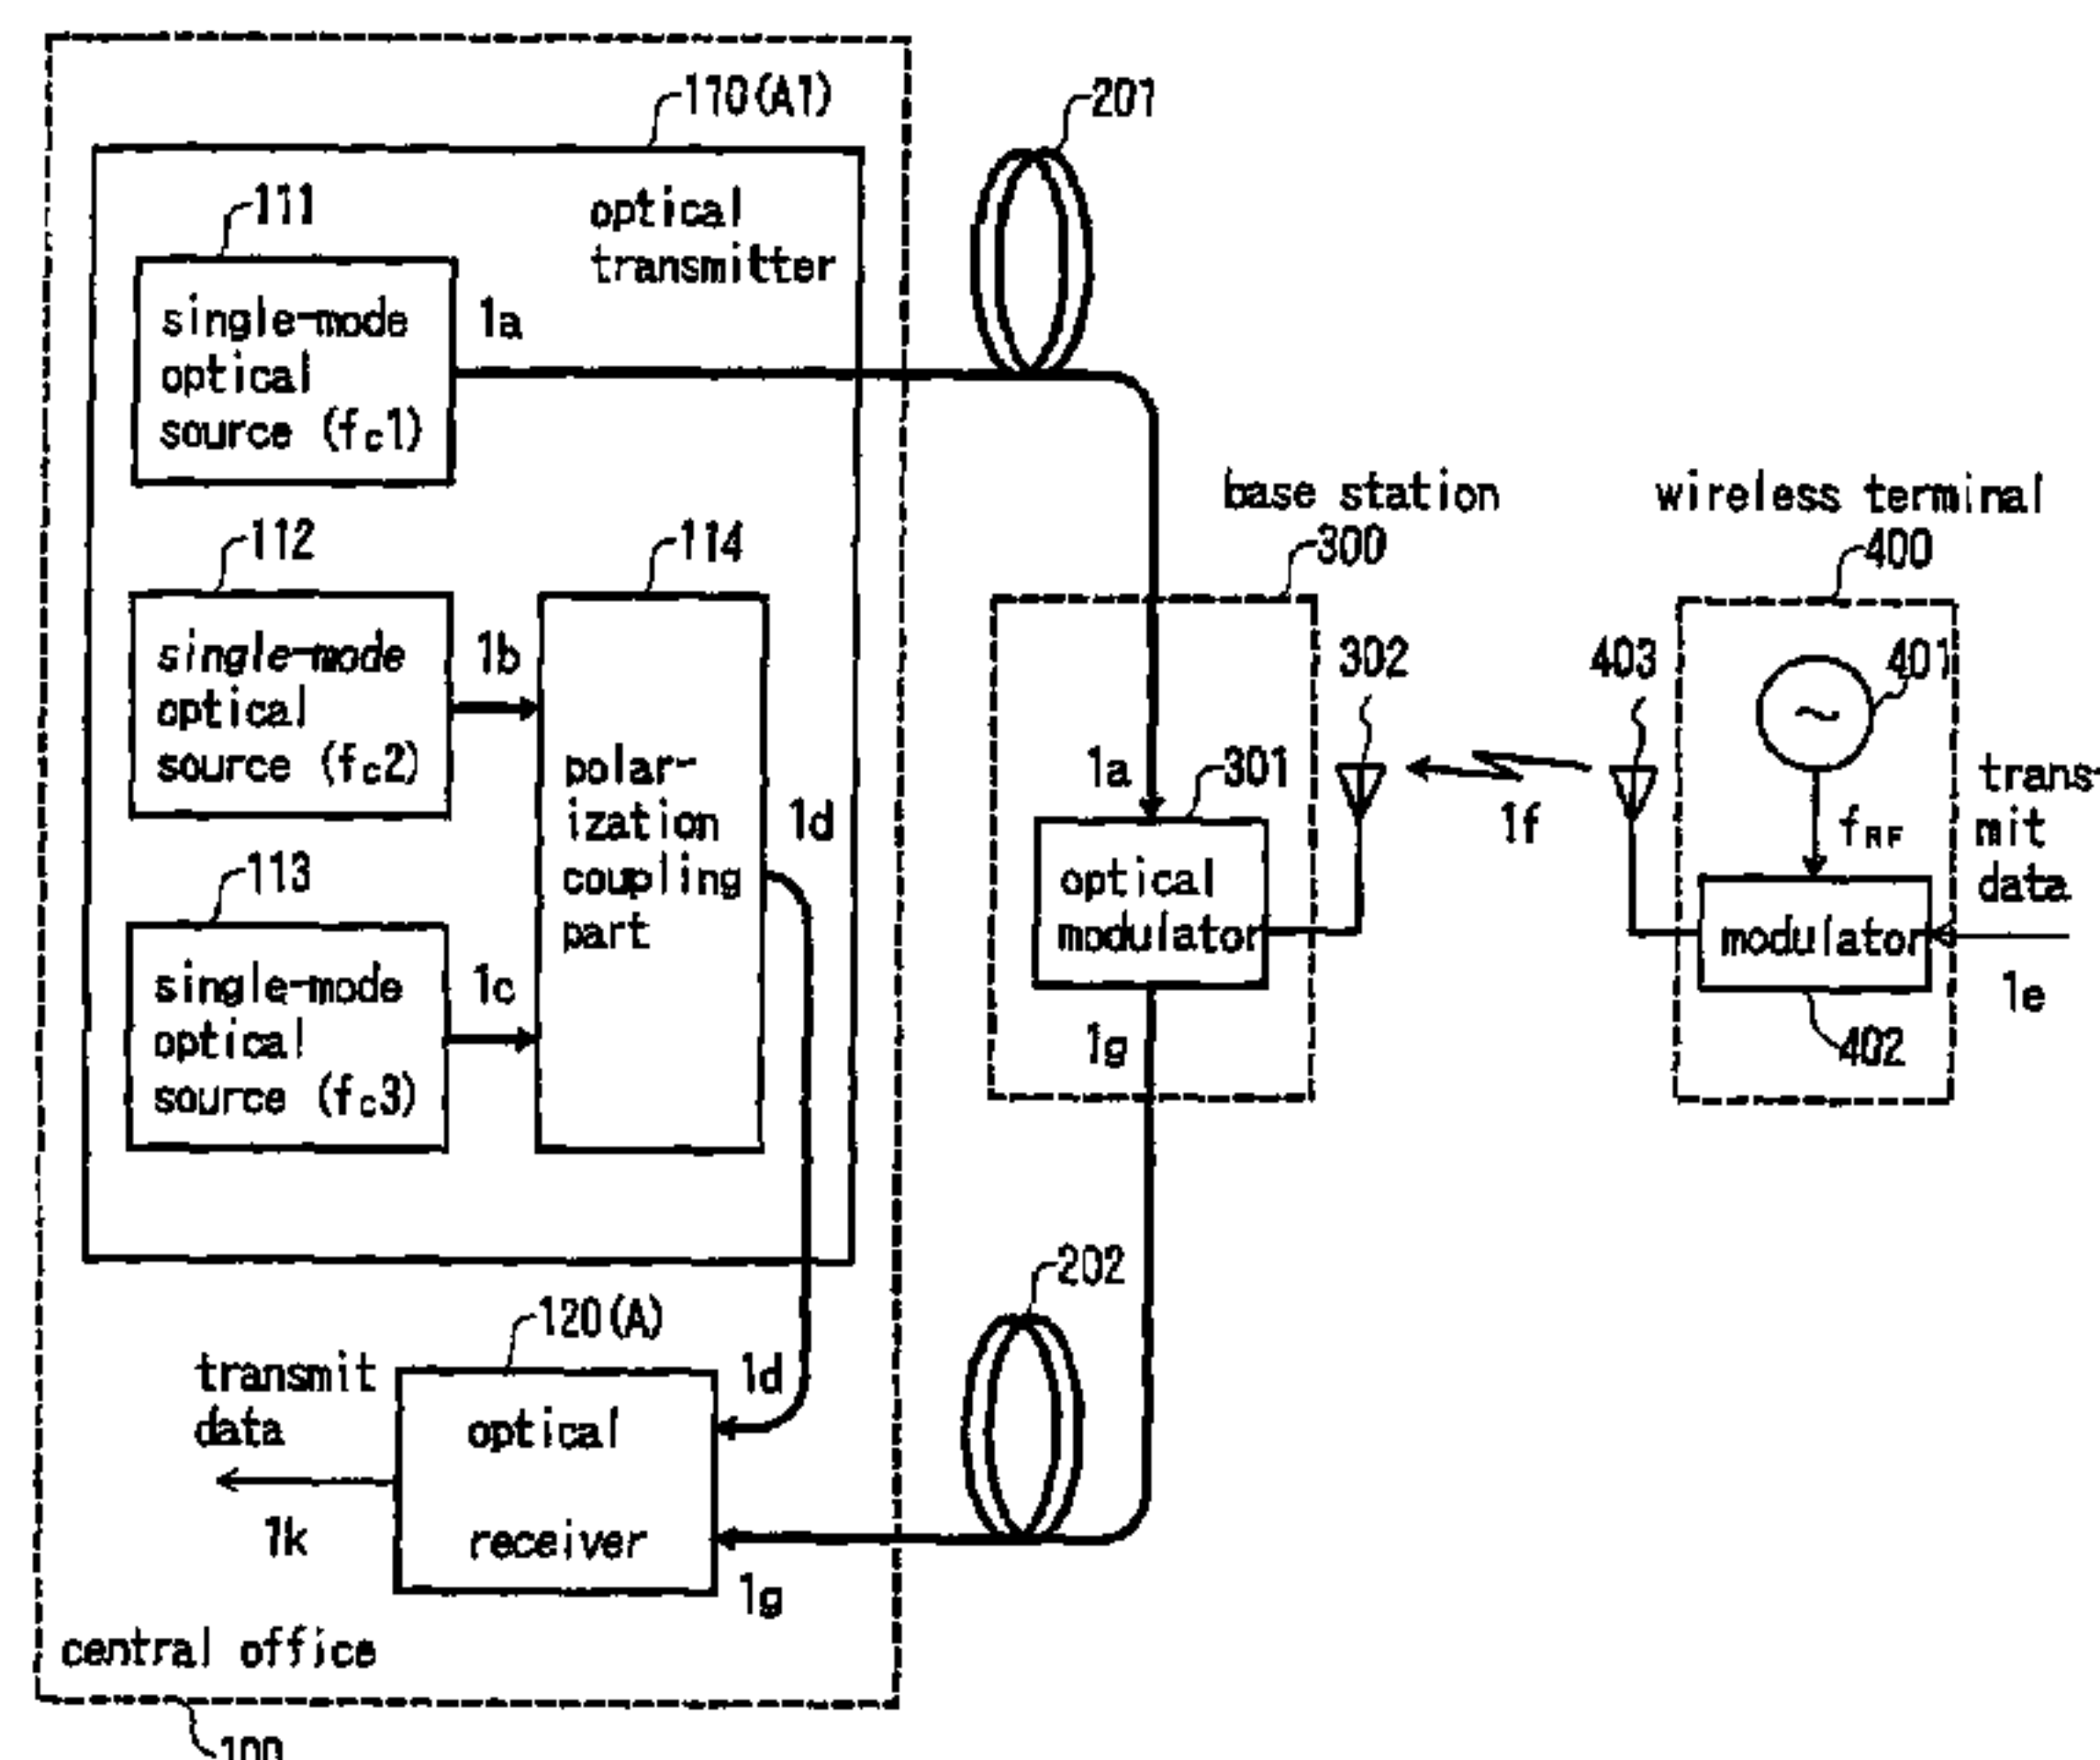 110(A1)
201
111
optical
transmitter
single-mode
optical
source (fc1)
1a
base station
300
wireless terminal
400
112
114
single-mode
optical
source (fc2)
1b
polar-
ization
coupling
part
1d
302
403
401
1a
301
optical
modulator
1f
fRF
trans-
mit
data
modulator
1e
402
113
single-mode
optical
source (fc3)
1c
1g
202
120(A)
transmit
data
1d
optical
receiver
1k
1g
central office
100